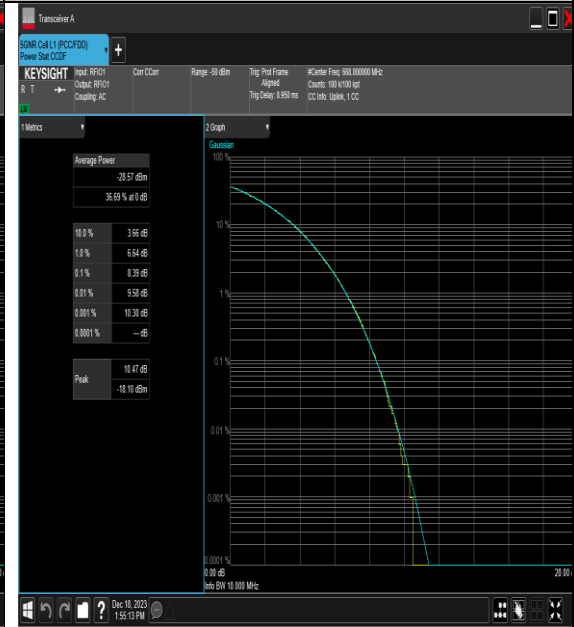 Transceiver A
5GNR Cell L1 (PCC/FDD)
Power Stat CCDF
KEYSIGHT
R T
LXI
Input: RFIO1
Output: RFIO1
Coupling: AC
Corr CCorr
Range: -50 dBm
Trig: Prot Frame
Aligned
Trig Delay: 8.950 ms
#Center Freq: 668.000000 MHz
Counts: 100 k/100 kpt
CC Info: Uplink, 1 CC
1 Metrics
Average Power
-28.57 dBm
36.69 % at 0 dB
10.0 % 3.66 dB
1.0 % 6.64 dB
0.1 % 8.39 dB
0.01 % 9.58 dB
0.001 % 10.30 dB
0.0001 % --- dB
Peak
10.47 dB
-18.10 dBm
2 Graph
Gaussian
100 %
10 %
1 %
0.1 %
0.01 %
0.001 %
0.0001 %
0.00 dB
20.00
Info BW 10.000 MHz
?
Dec 18, 2023
1:55:13 PM